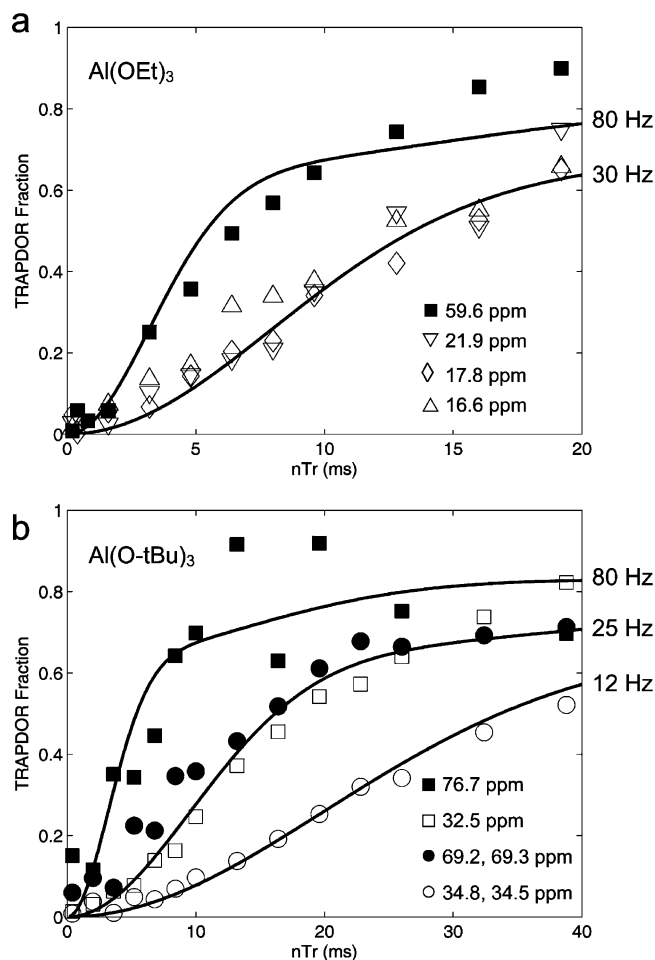 a
Al(OEt)3
1
0.8
0.6
0.4
0.2
0
TRAPDOR Fraction
80 Hz
30 Hz
59.6 ppm
21.9 ppm
17.8 ppm
16.6 ppm
0 5 10 15 20
nTr (ms)
b
Al(O-tBu)3
1
0.8
0.6
0.4
0.2
0
TRAPDOR Fraction
80 Hz
25 Hz
12 Hz
76.7 ppm
32.5 ppm
69.2, 69.3 ppm
34.8, 34.5 ppm
0 10 20 30 40
nTr (ms)